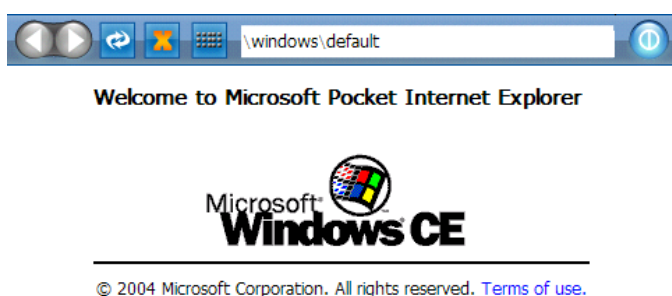 \windows\default
Welcome to Microsoft Pocket Internet Explorer
Microsoft®
Windows CE
© 2004 Microsoft Corporation. All rights reserved. Terms of use.